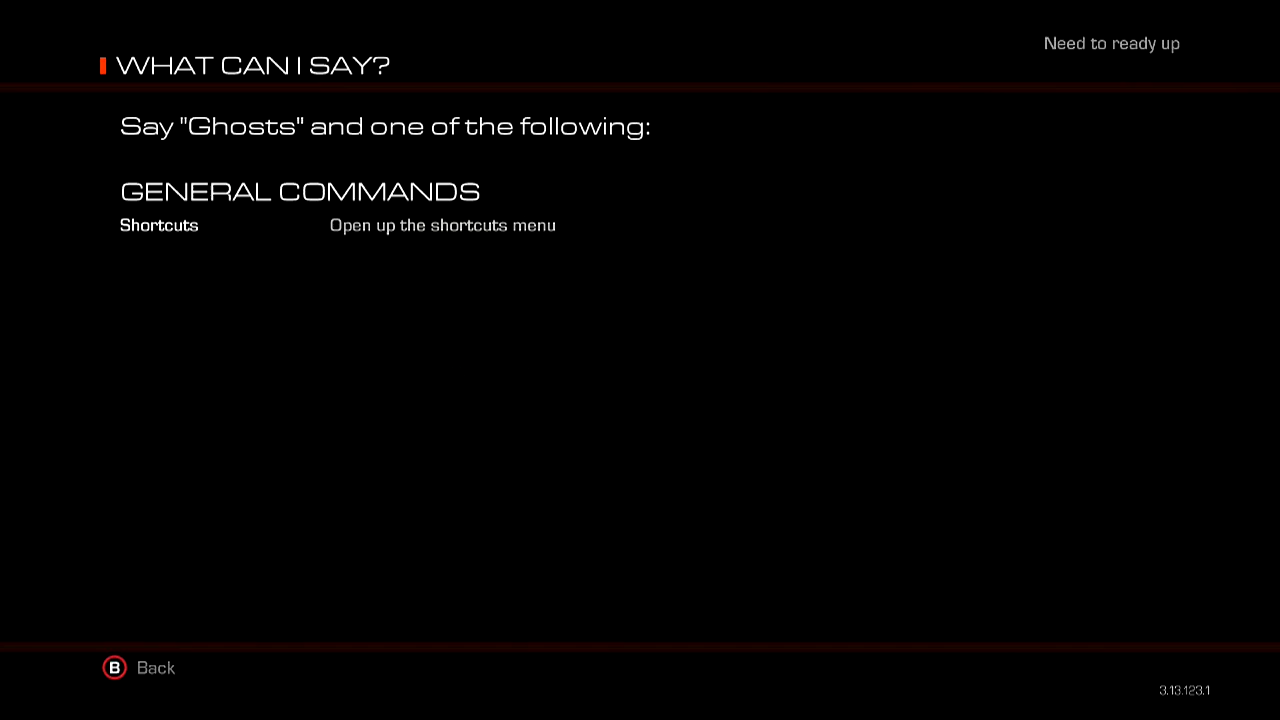 Need to ready up
WHAT CAN I SAY?
Say "Ghosts" and one of the following:
GENERAL COMMANDS
Shortcuts Open up the shortcuts menu
B Back
3.13.123.1